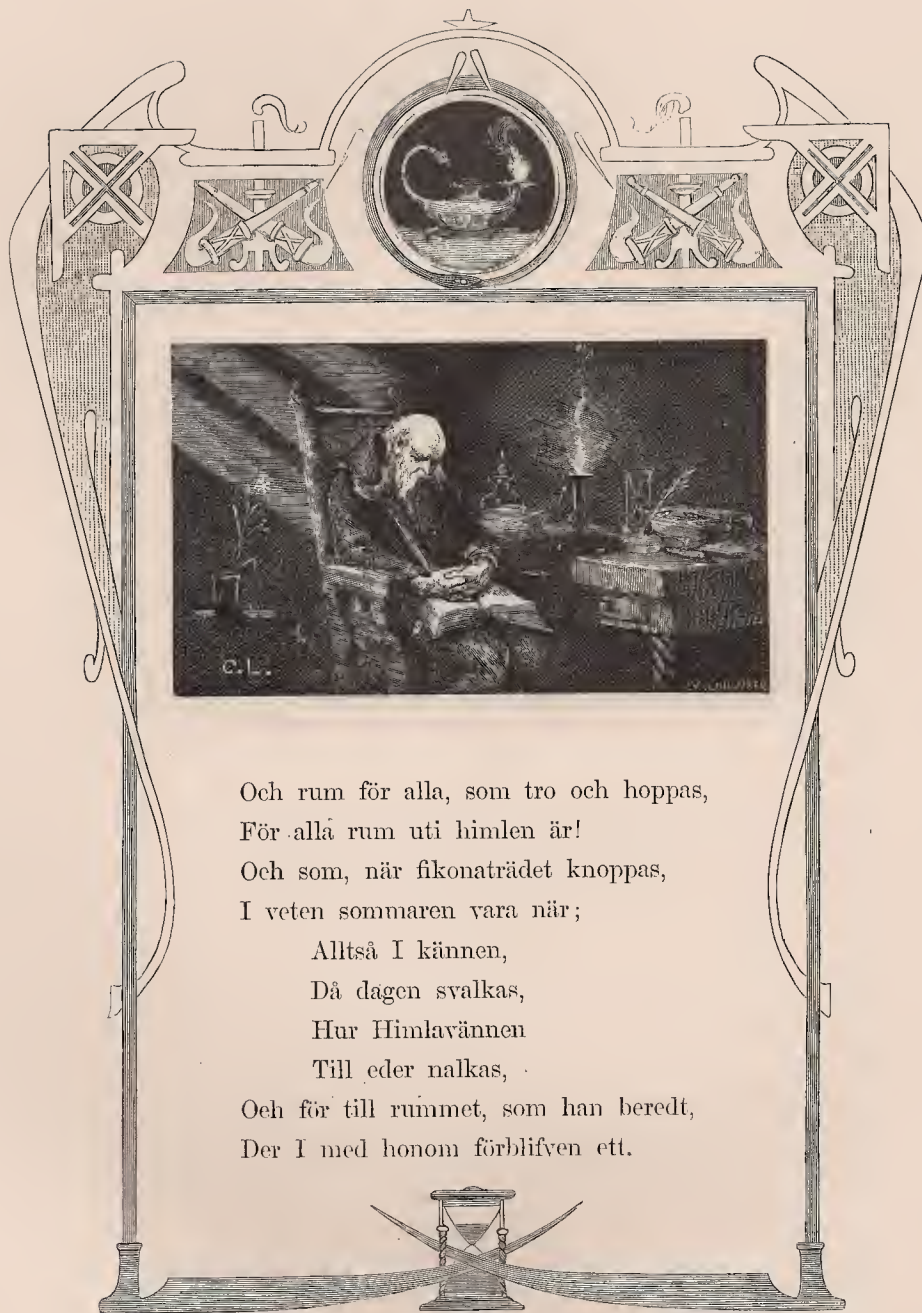 C. L.
Och rum för alla, som tro och hoppas,
För alla rum uti himlen är!
Och som, när fikonaträdet knoppas,
I veten sommaren vara när;
Alltså I kännen,
Då dagen svalkas,
Hur Himlavännen
Till eder nalkas,
Och för till rummet, som han beredt,
Der I med honom förblifven ett.